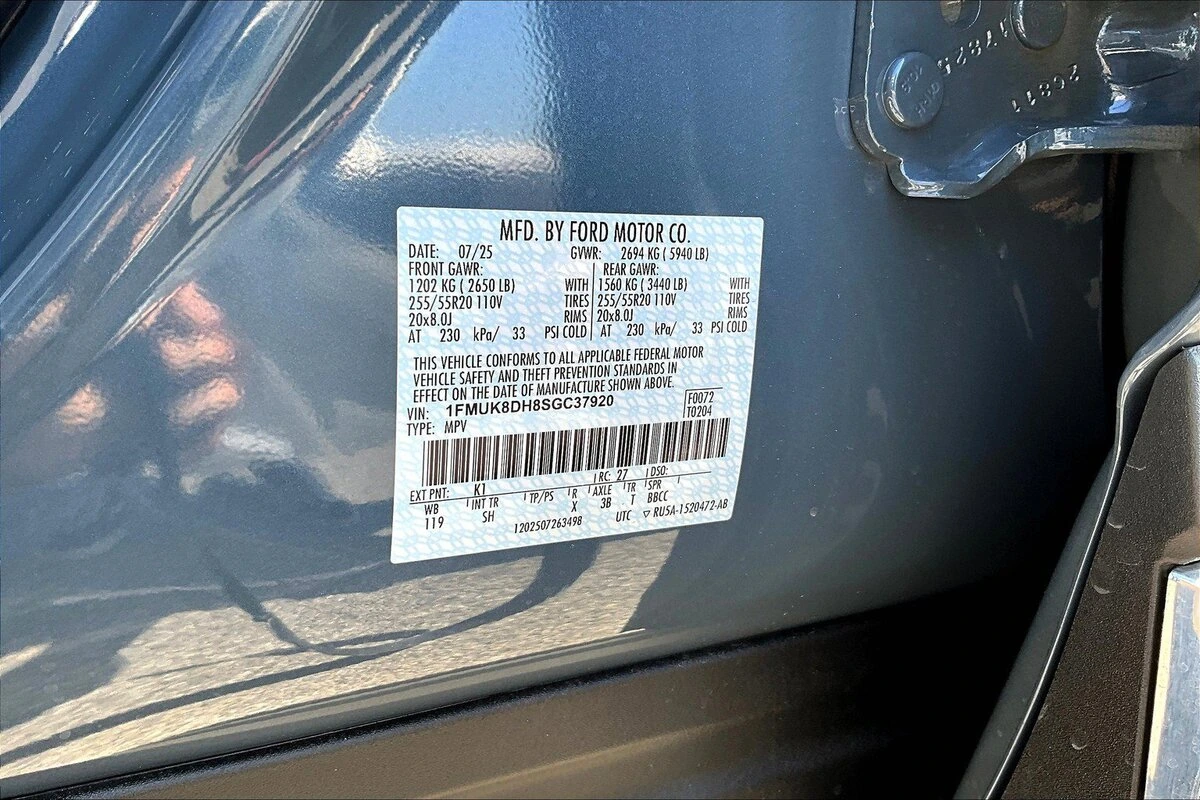 MFD. BY FORD MOTOR CO.
DATE: 07/25 GVWR: 2694 KG ( 5940 LB)
FRONT GAWR: REAR GAWR:
1202 KG ( 2650 LB) WITH 1560 KG ( 3440 LB) WITH
255/55R20 110V TIRES 255/55R20 110V TIRES
20x8.0J RIMS 20x8.0J RIMS
AT 230 kPa/ 33 PSI COLD AT 230 kPa/ 33 PSI COLD
THIS VEHICLE CONFORMS TO ALL APPLICABLE FEDERAL MOTOR
VEHICLE SAFETY AND THEFT PREVENTION STANDARDS IN
EFFECT ON THE DATE OF MANUFACTURE SHOWN ABOVE.
VIN: 1FMUK8DH8SGC37920 F0072
TYPE: MPV T0204
EXT PNT: K1 RC: 27 DSO:
WB INT TR TP/PS R AXLE TR SPR
119 SH X 3B T BBCC
1202507263498 UTC ▽ RU5A-1520472-AB
26811